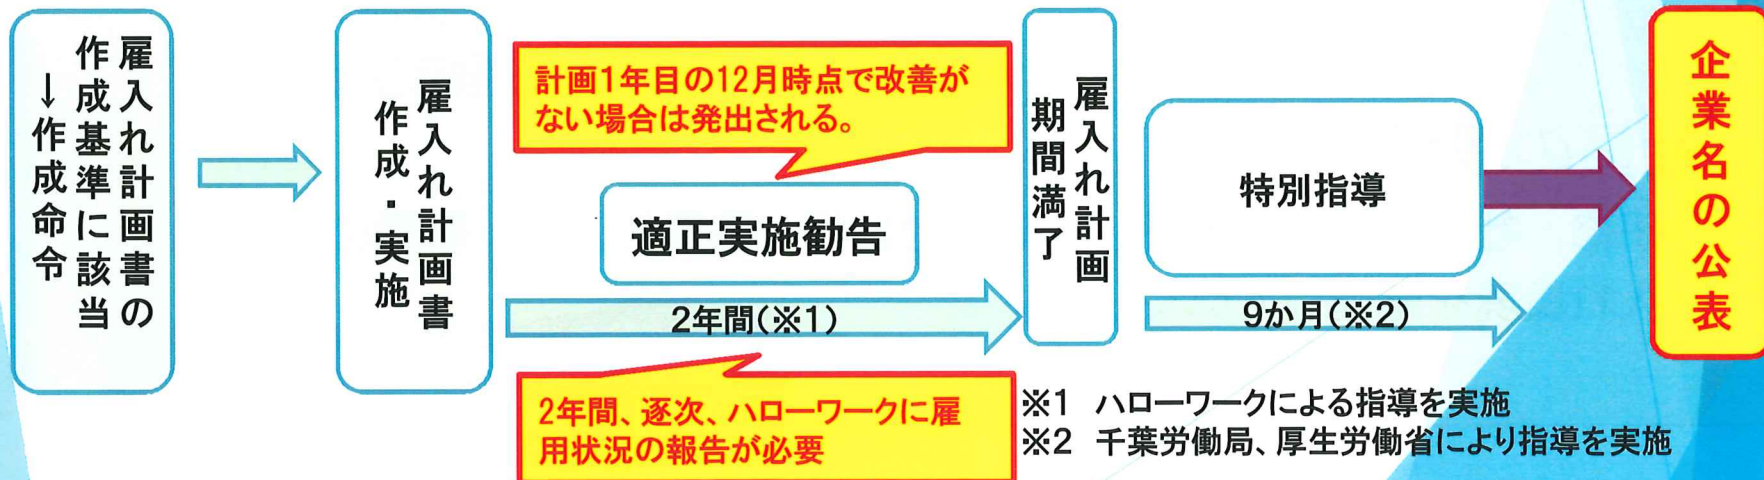 雇入れ計画書の
作成基準に該当
→作成命令
雇入れ計画書
作成・実施
計画1年目の12月時点で改善が
ない場合は発出される。
適正実施勧告
2年間(※1)
2年間、逐次、ハローワークに雇
用状況の報告が必要
雇入れ計画
期間満了
特別指導
9か月(※2)
企業名の公表
※1 ハローワークによる指導を実施
※2 千葉労働局、厚生労働省により指導を実施